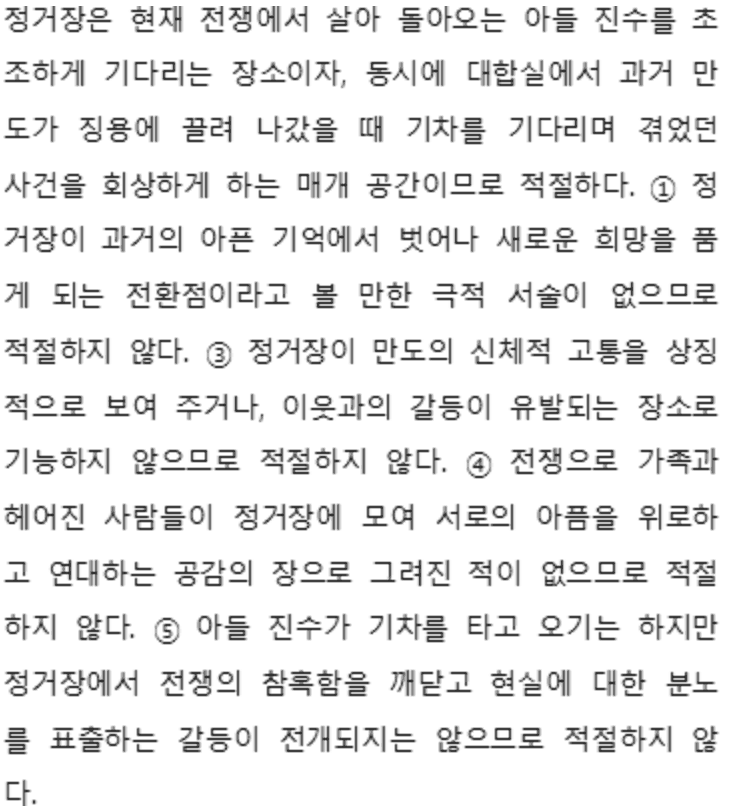 정거장은 현재 전쟁에서 살아 돌아오는 아들 진수를 초
조하게 기다리는 장소이자, 동시에 대합실에서 과거 만
도가 징용에 끌려 나갔을 때 기차를 기다리며 겪었던
사건을 회상하게 하는 매개 공간이므로 적절하다. ① 정
거장이 과거의 아픈 기억에서 벗어나 새로운 희망을 품
게 되는 전환점이라고 볼 만한 극적 서술이 없으므로
적절하지 않다. ③ 정거장이 만도의 신체적 고통을 상징
적으로 보여 주거나, 이웃과의 갈등이 유발되는 장소로
기능하지 않으므로 적절하지 않다. ④ 전쟁으로 가족과
헤어진 사람들이 정거장에 모여 서로의 아픔을 위로하
고 연대하는 공감의 장으로 그려진 적이 없으므로 적절
하지 않다. ⑤ 아들 진수가 기차를 타고 오기는 하지만
정거장에서 전쟁의 참혹함을 깨닫고 현실에 대한 분노
를 표출하는 갈등이 전개되지는 않으므로 적절하지 않
다.